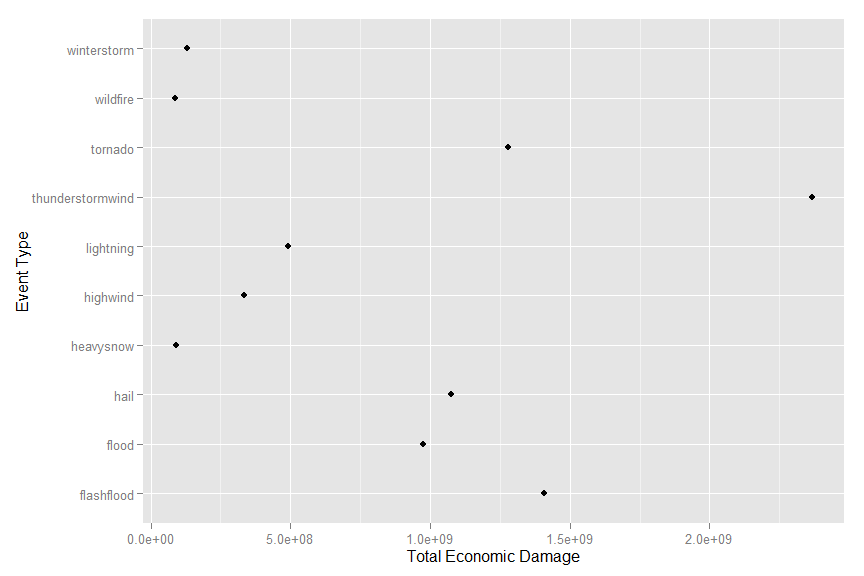 winterstorm
wildfire
tornado
thunderstormwind
lightning
highwind
heavysnow
hail
flood
flashflood
Event Type
0.0e+00 5.0e+08 1.0e+09 1.5e+09 2.0e+09
Total Economic Damage